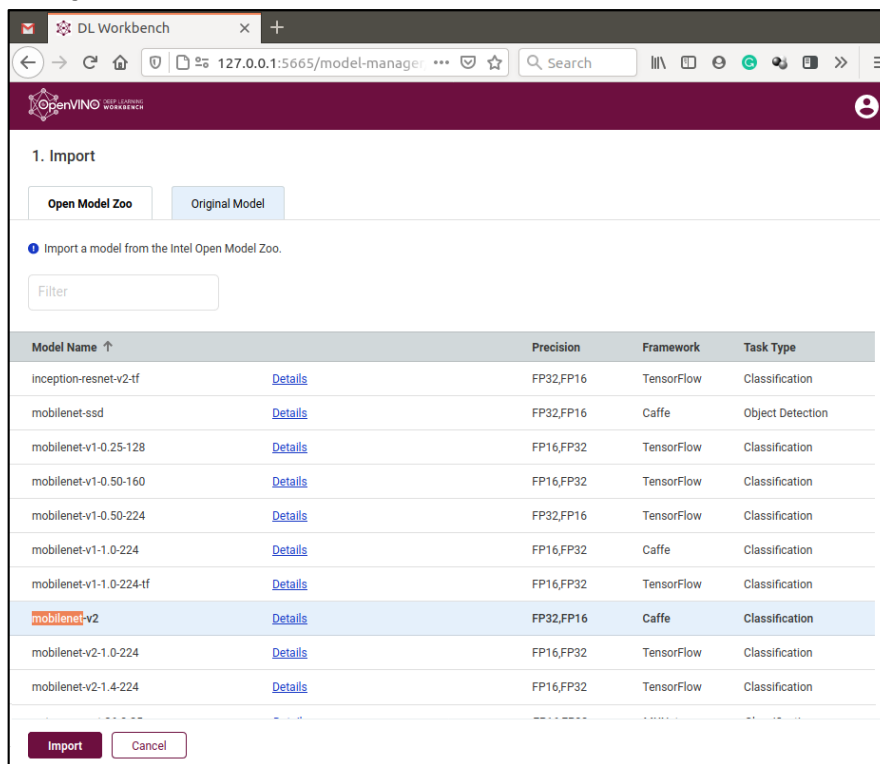 DL Workbench
127.0.0.1:5665/model-manager
Search
OpenVINO DEEP LEARNING WORKBENCH
1. Import
Open Model Zoo Original Model
Import a model from the Intel Open Model Zoo.
Filter
Model Name ↑ Precision Framework Task Type
inception-resnet-v2-tf Details FP32,FP16 TensorFlow Classification
mobilenet-ssd Details FP32,FP16 Caffe Object Detection
mobilenet-v1-0.25-128 Details FP16,FP32 TensorFlow Classification
mobilenet-v1-0.50-160 Details FP16,FP32 TensorFlow Classification
mobilenet-v1-0.50-224 Details FP32,FP16 TensorFlow Classification
mobilenet-v1-1.0-224 Details FP16,FP32 Caffe Classification
mobilenet-v1-1.0-224-tf Details FP16,FP32 TensorFlow Classification
mobilenet-v2 Details FP32,FP16 Caffe Classification
mobilenet-v2-1.0-224 Details FP16,FP32 TensorFlow Classification
mobilenet-v2-1.4-224 Details FP16,FP32 TensorFlow Classification
Import Cancel